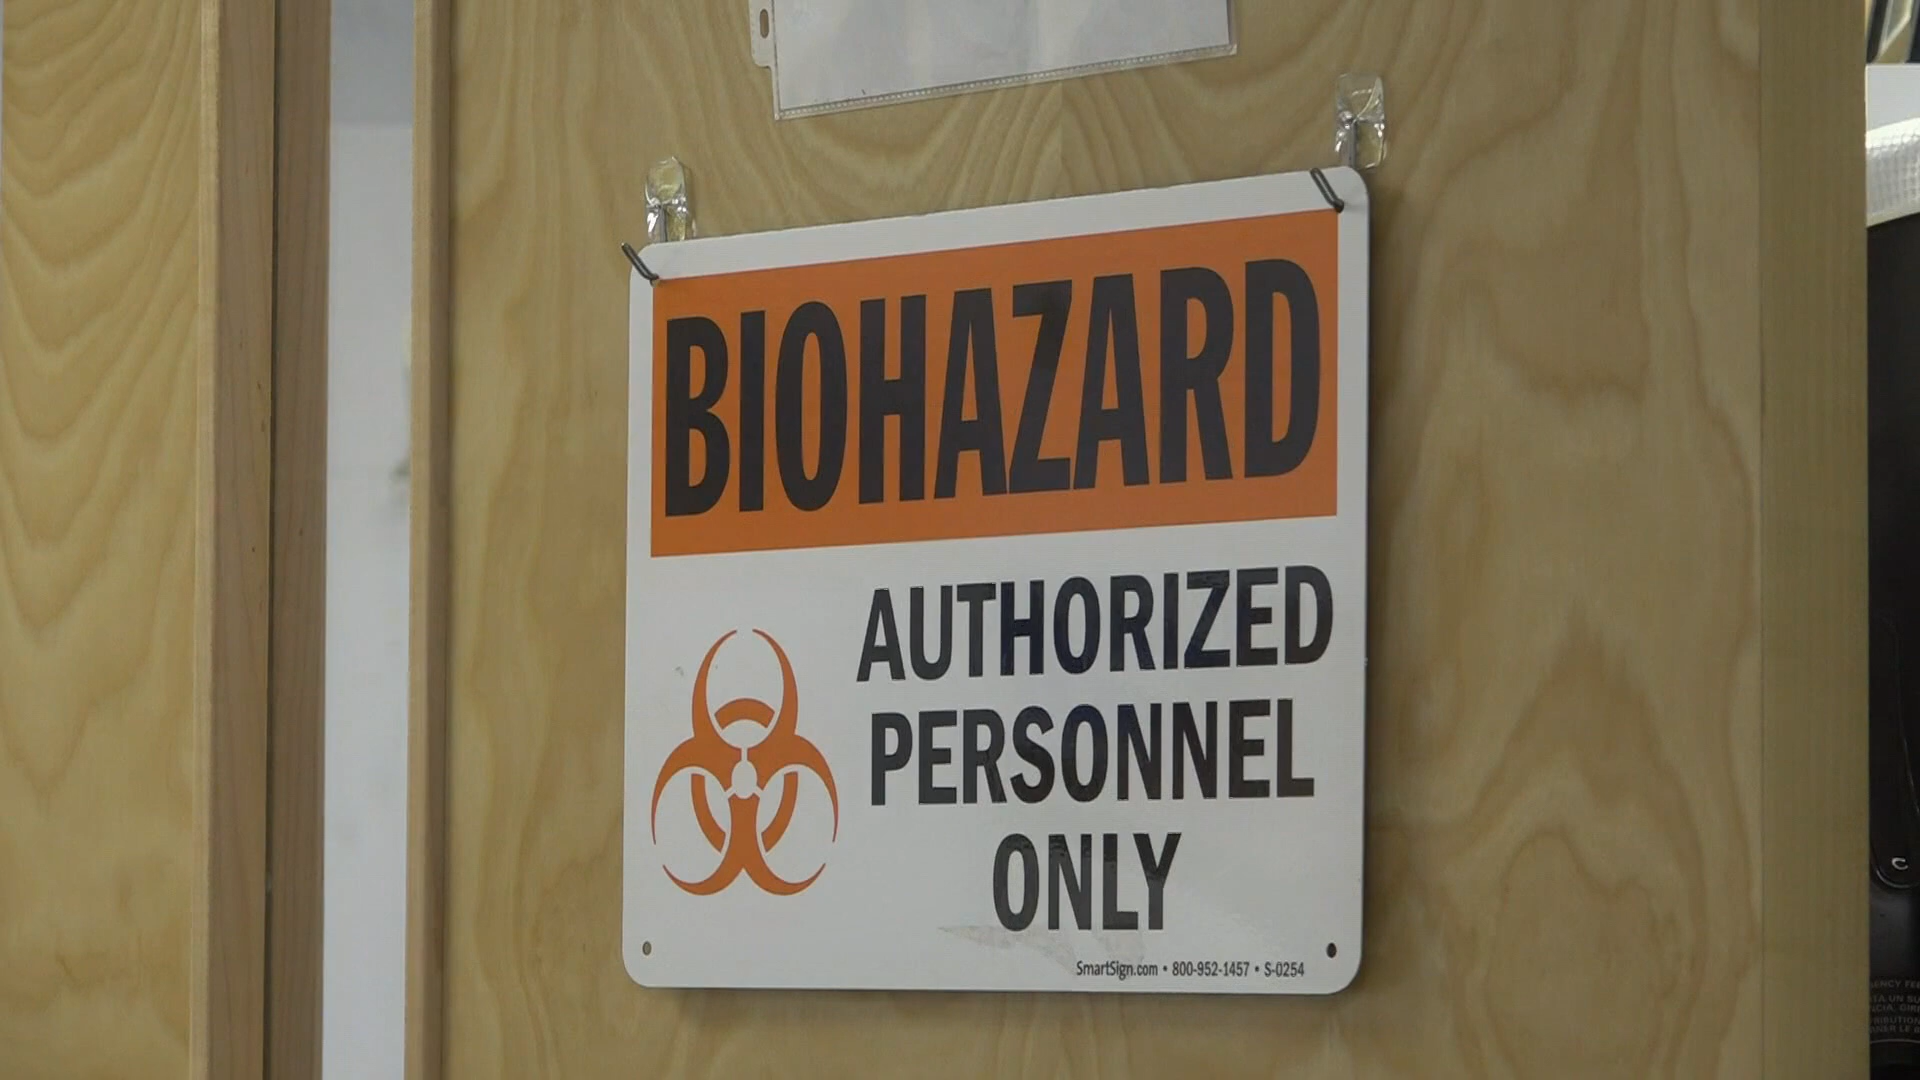 BIOHAZARD
AUTHORIZED
PERSONNEL
ONLY
SmartSign.com • 800-952-1457 • S-0254